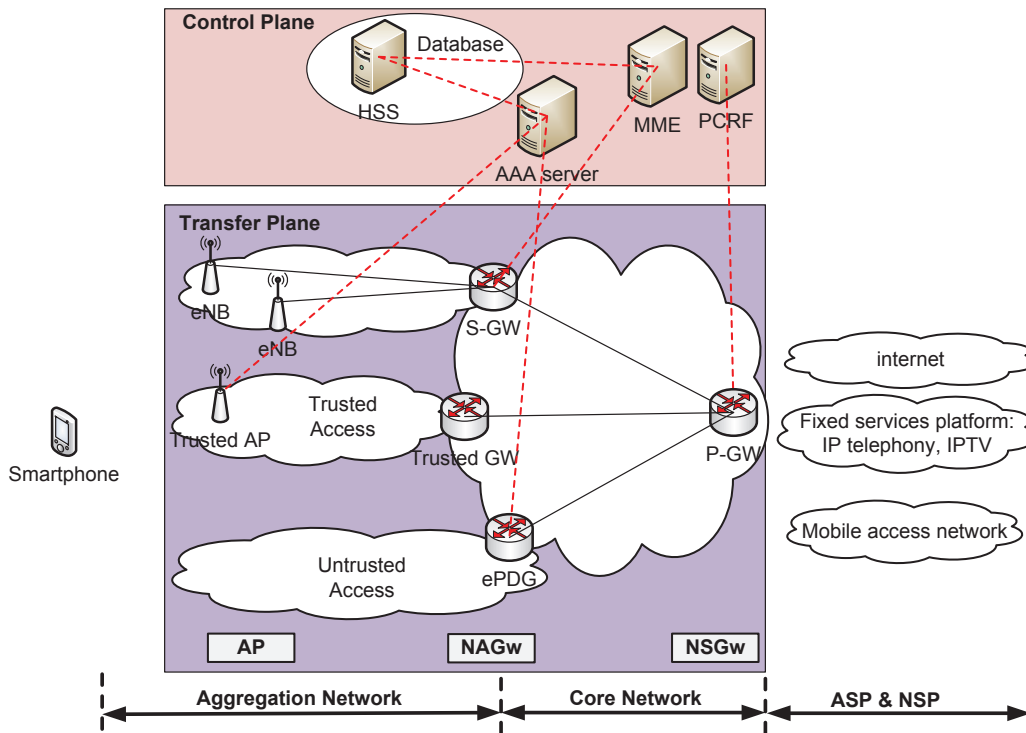 Control Plane
Database
HSS
MME
PCRF
AAA server
Transfer Plane
eNB
eNB
S-GW
Trusted
Access
Trusted AP
Trusted GW
P-GW
Untrusted
Access
ePDG
Smartphone
internet
Fixed services platform:
IP telephony, IPTV
Mobile access network
AP
NAGw
NSGw
Aggregation Network
Core Network
ASP & NSP